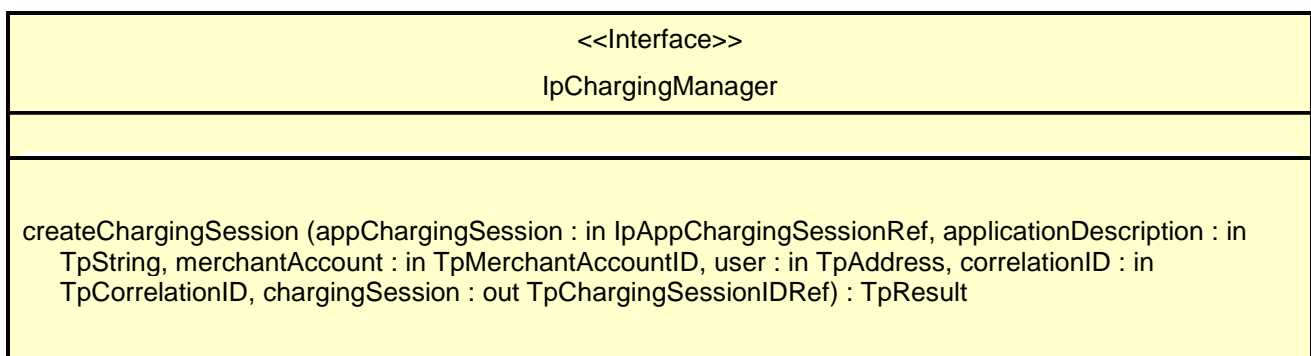 <<Interface>>
IpChargingManager
createChargingSession (appChargingSession : in IpAppChargingSessionRef, applicationDescription : in
TpString, merchantAccount : in TpMerchantAccountID, user : in TpAddress, correlationID : in
TpCorrelationID, chargingSession : out TpChargingSessionIDRef) : TpResult